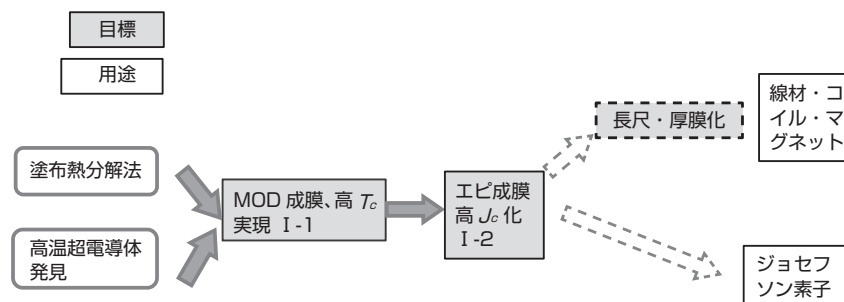 目標
用途
塗布熱分解法
高温超電導体
発見
MOD 成膜、高 Tc
実現 Ⅰ-1
エピ成膜
高 Jc 化
Ⅰ-2
長尺・厚膜化
線材・コ
イル・マ
グネット
ジョセフ
ソン素子